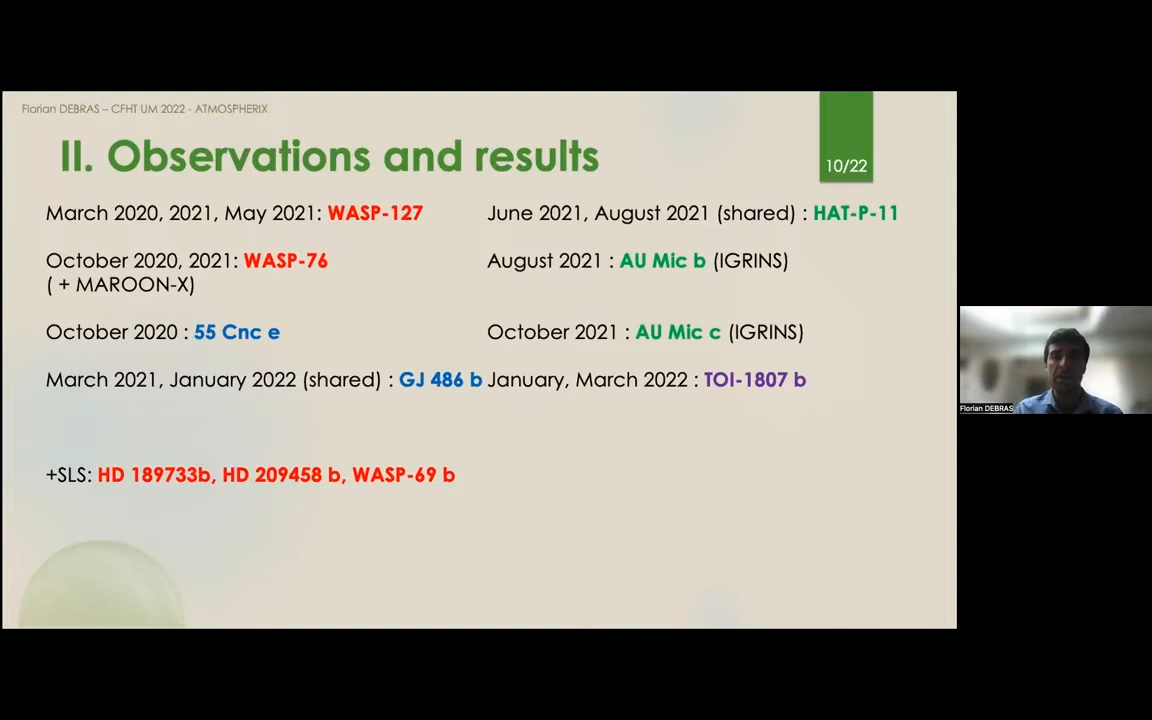 Florian DEBRAS – CFHT UM 2022 - ATMOSPHERIX
II. Observations and results
10/22
March 2020, 2021, May 2021: WASP-127
October 2020, 2021: WASP-76
( + MAROON-X)
October 2020 : 55 Cnc e
March 2021, January 2022 (shared) : GJ 486 b
June 2021, August 2021 (shared) : HAT-P-11
August 2021 : AU Mic b (IGRINS)
October 2021 : AU Mic c (IGRINS)
January, March 2022 : TOI-1807 b
+SLS: HD 189733b, HD 209458 b, WASP-69 b
Florian DEBRAS